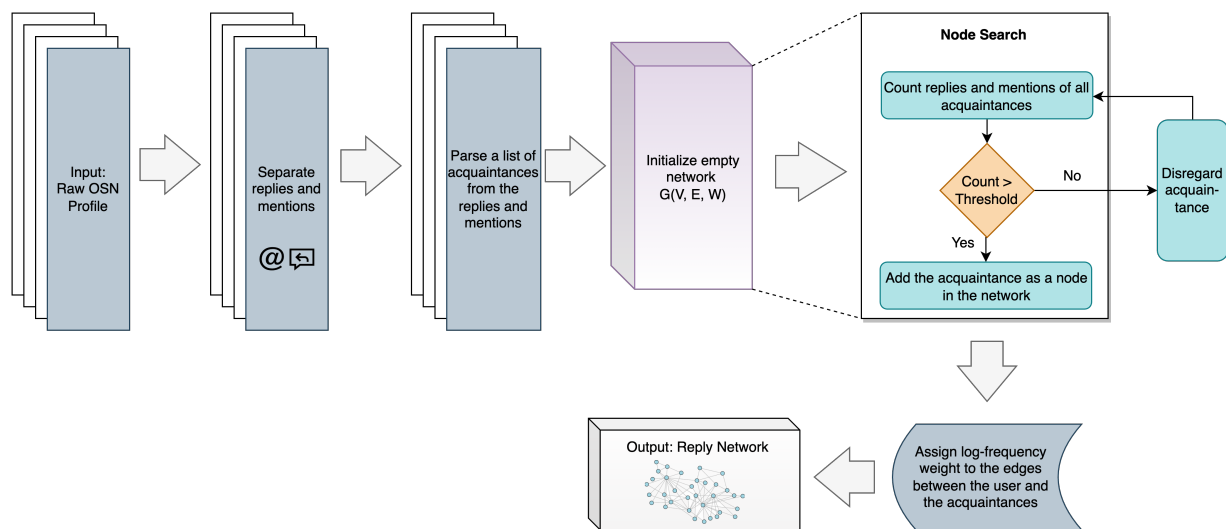 Input:
Raw OSN
Profile
Separate
replies and
mentions
@
Parse a list of
acquaintances
from the
replies and
mentions
Initialize empty
network
G(V, E, W)
Node Search
Count replies and mentions of all
acquaintances
Count >
Threshold
No
Yes
Disregard
acquain-
tance
Add the acquaintance as a node
in the network
Assign log-frequency
weight to the edges
between the user and
the acquaintances
Output: Reply Network